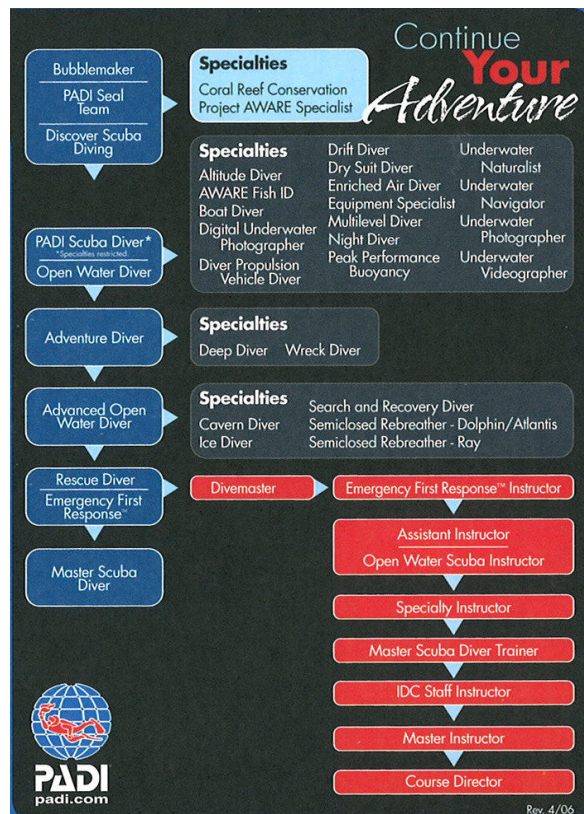 Continue
Your
Adventure
Bubblemaker
PADI Seal
Team
Discover Scuba
Diving
Specialties
Coral Reef Conservation
Project AWARE Specialist
PADI Scuba Diver*
*Specialties restricted.
Open Water Diver
Specialties
Altitude Diver
AWARE Fish ID
Boat Diver
Digital Underwater
Photographer
Diver Propulsion
Vehicle Diver
Drift Diver
Dry Suit Diver
Enriched Air Diver
Equipment Specialist
Multilevel Diver
Night Diver
Peak Performance
Buoyancy
Underwater
Naturalist
Underwater
Navigator
Underwater
Photographer
Underwater
Videographer
Adventure Diver
Specialties
Deep Diver Wreck Diver
Advanced Open
Water Diver
Specialties
Cavern Diver
Ice Diver
Search and Recovery Diver
Semiclosed Rebreather - Dolphin/Atlantis
Semiclosed Rebreather - Ray
Rescue Diver
Emergency First
Response™
Divemaster
Emergency First Response™ Instructor
Master Scuba
Diver
Assistant Instructor
Open Water Scuba Instructor
Specialty Instructor
Master Scuba Diver Trainer
IDC Staff Instructor
Master Instructor
Course Director
PADI
padi.com
Rev. 4/06